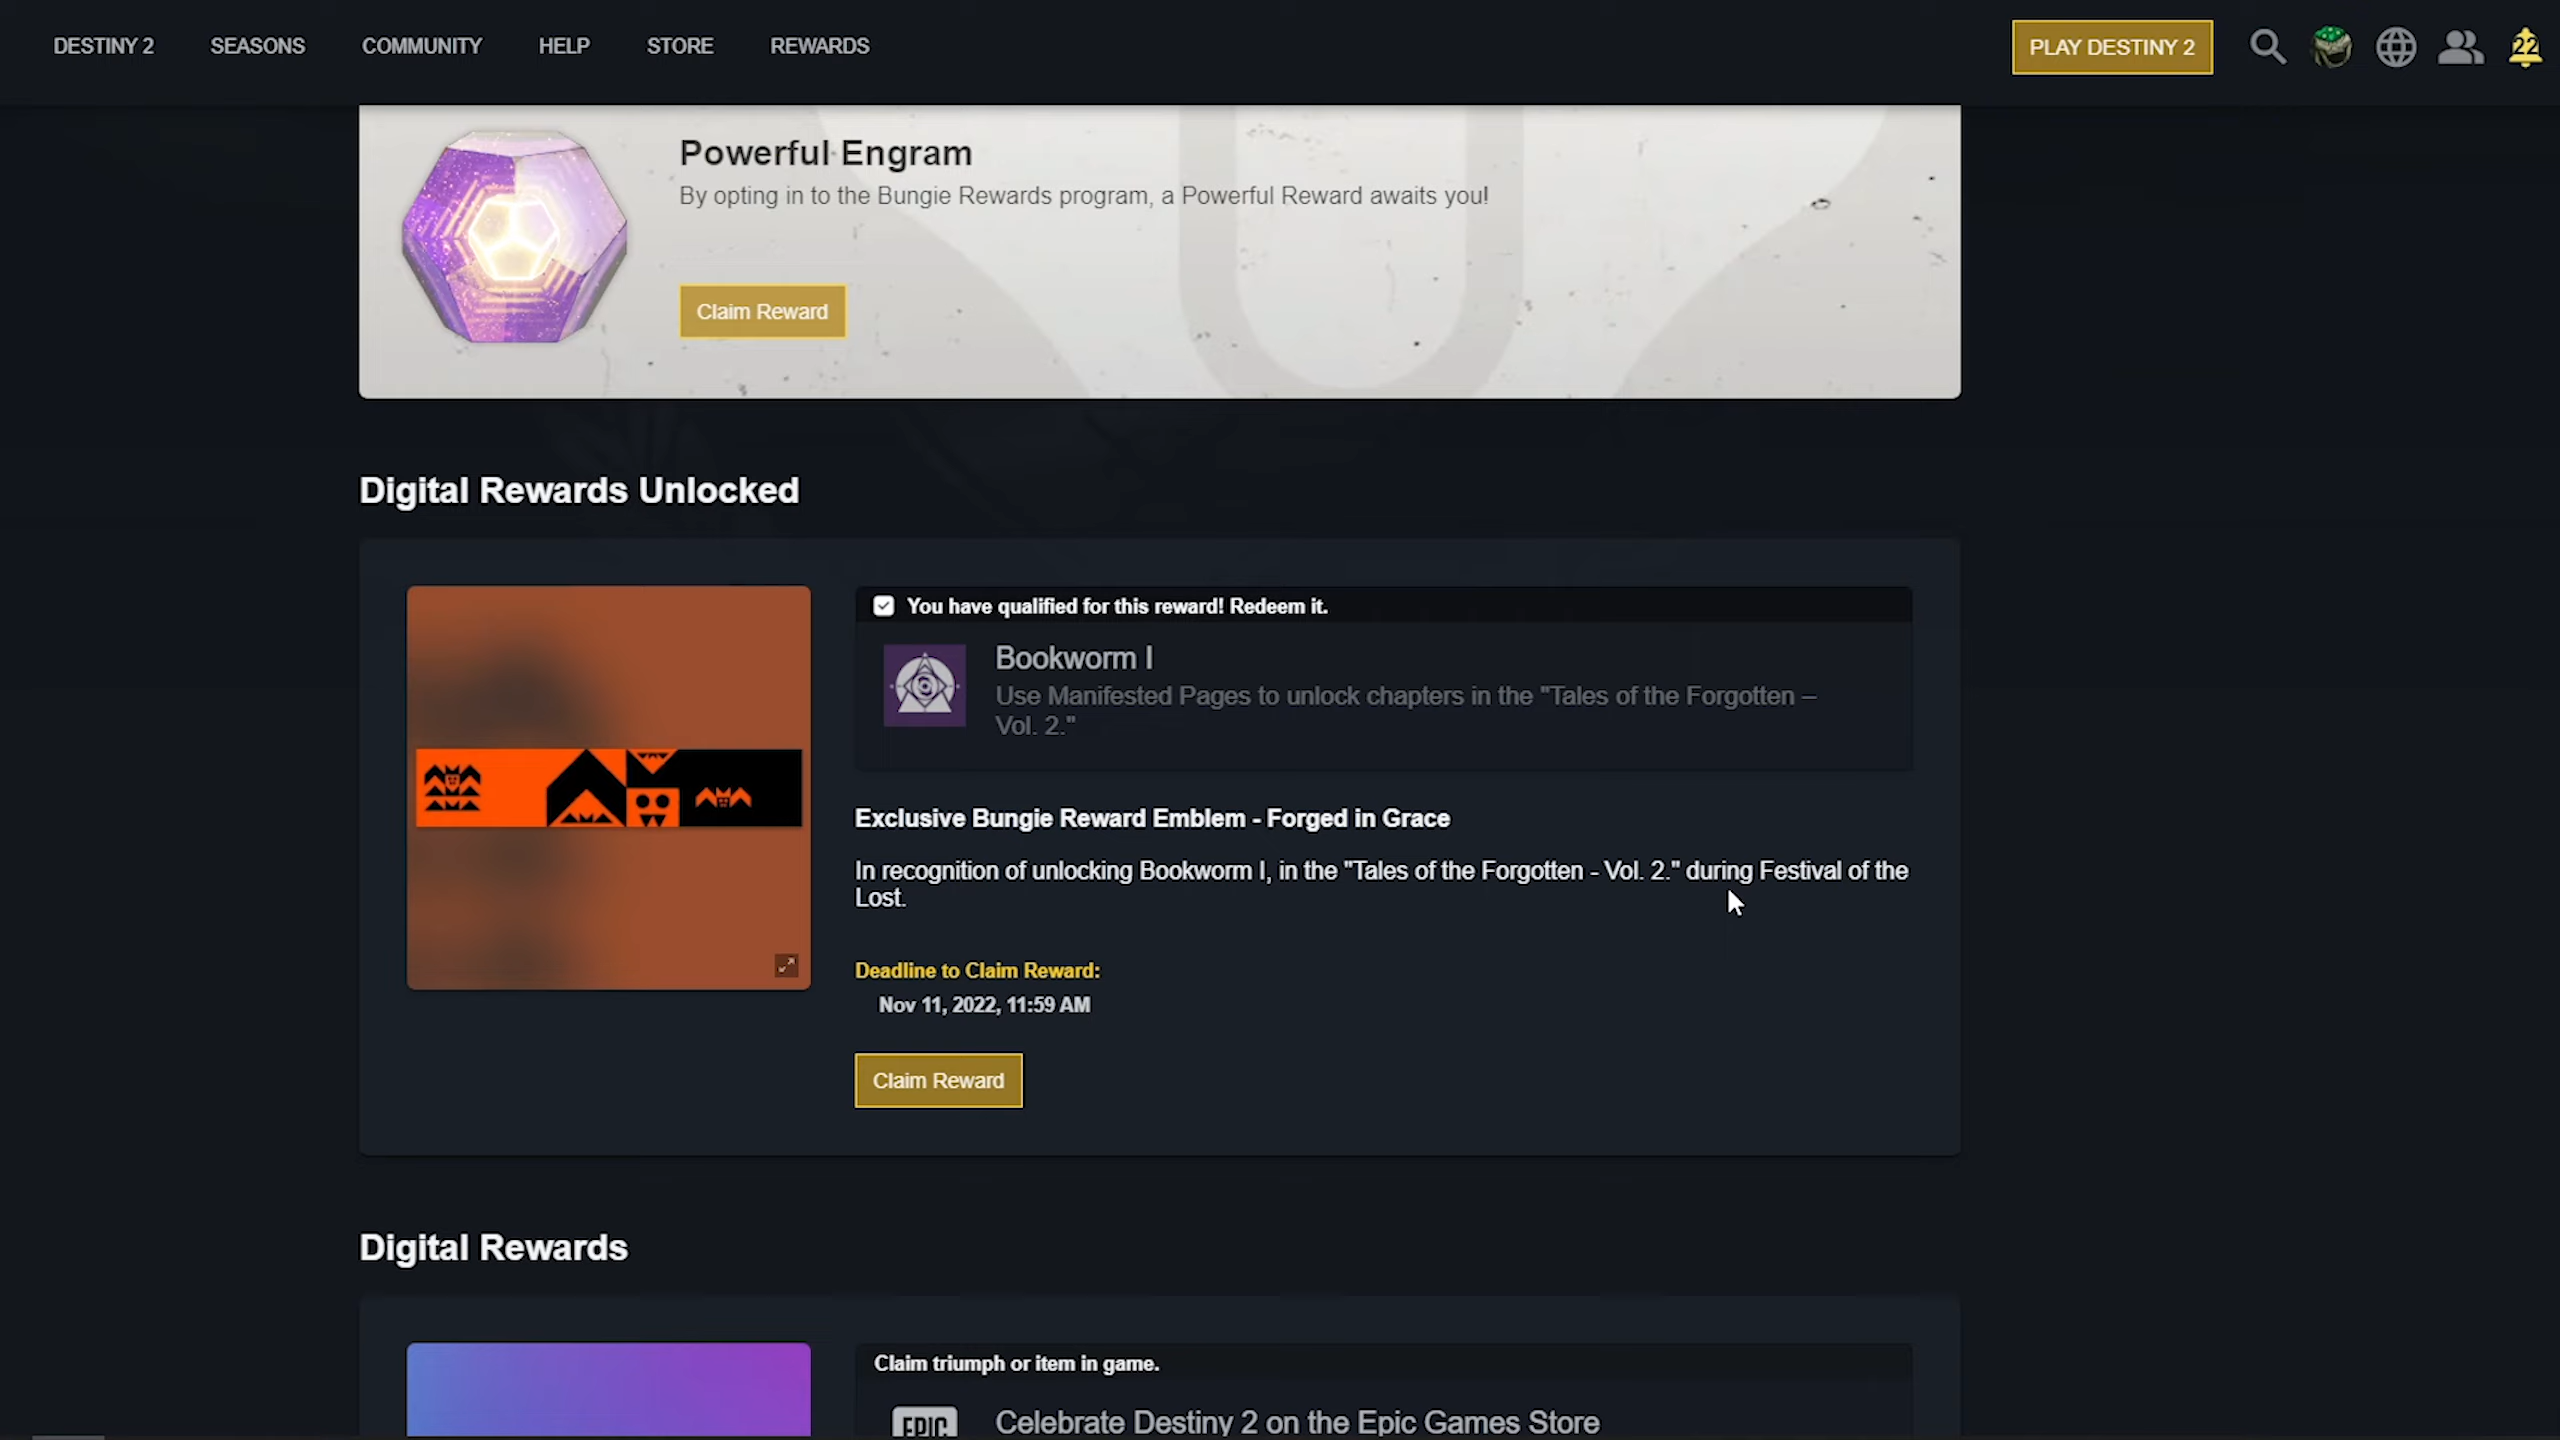 DESTINY 2 SEASONS COMMUNITY HELP STORE REWARDS PLAY DESTINY 2 22
Powerful Engram
By opting in to the Bungie Rewards program, a Powerful Reward awaits you!
Claim Reward
Digital Rewards Unlocked
You have qualified for this reward! Redeem it.
Bookworm I
Use Manifested Pages to unlock chapters in the "Tales of the Forgotten –
Vol. 2."
Exclusive Bungie Reward Emblem - Forged in Grace
In recognition of unlocking Bookworm I, in the "Tales of the Forgotten - Vol. 2." during Festival of the
Lost.
Deadline to Claim Reward:
Nov 11, 2022, 11:59 AM
Claim Reward
Digital Rewards
Claim triumph or item in game.
EPIC
Celebrate Destiny 2 on the Epic Games Store